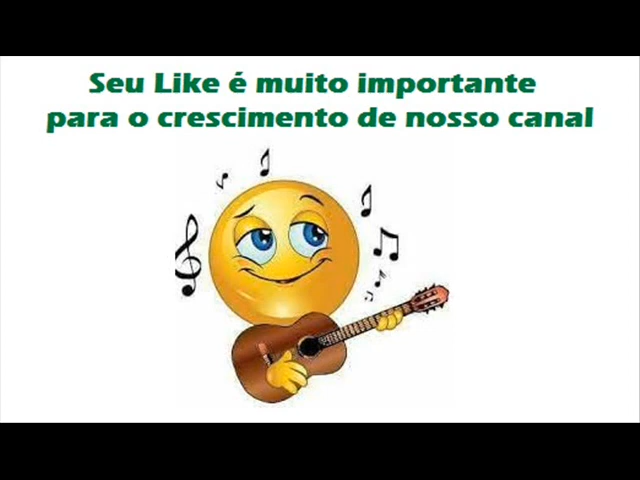 Seu Like é muito importante
para o crescimento de nosso canal